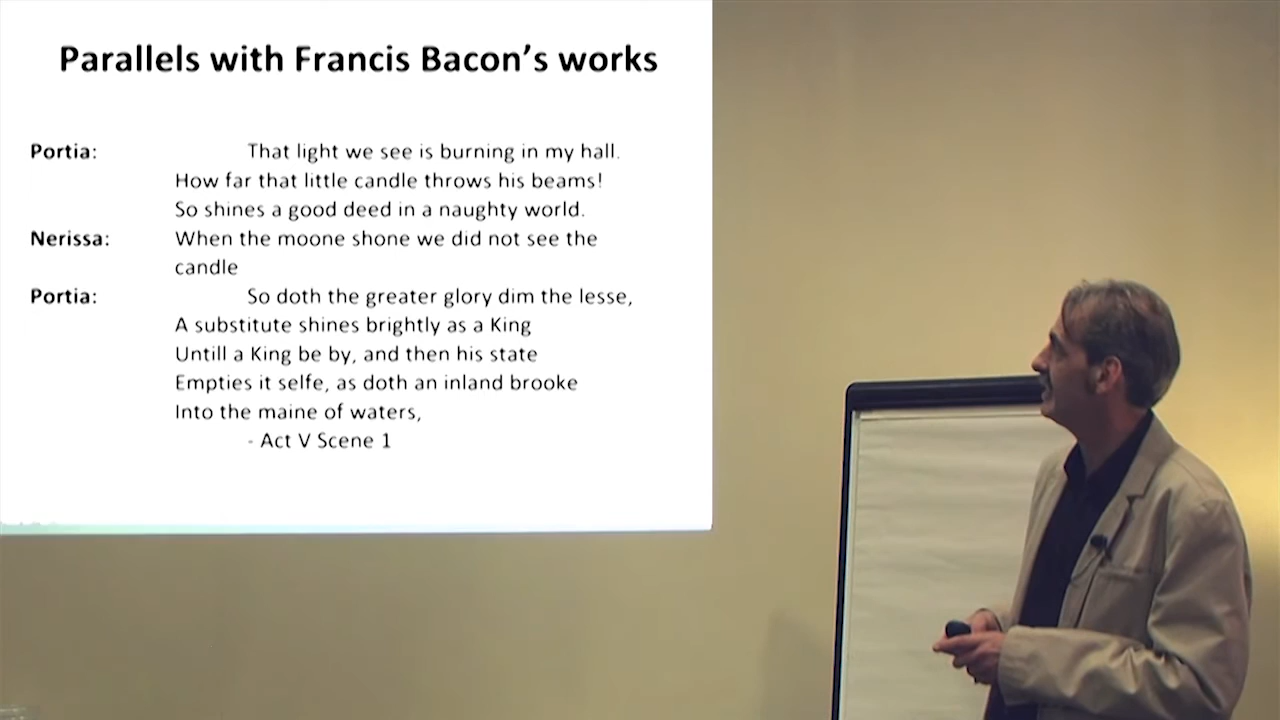 Parallels with Francis Bacon's works
Portia: That light we see is burning in my hall.
How far that little candle throws his beams!
So shines a good deed in a naughty world.
Nerissa: When the moone shone we did not see the
candle
Portia: So doth the greater glory dim the lesse,
A substitute shines brightly as a King
Untill a King be by, and then his state
Empties it selfe, as doth an inland brooke
Into the maine of waters,
- Act V Scene 1